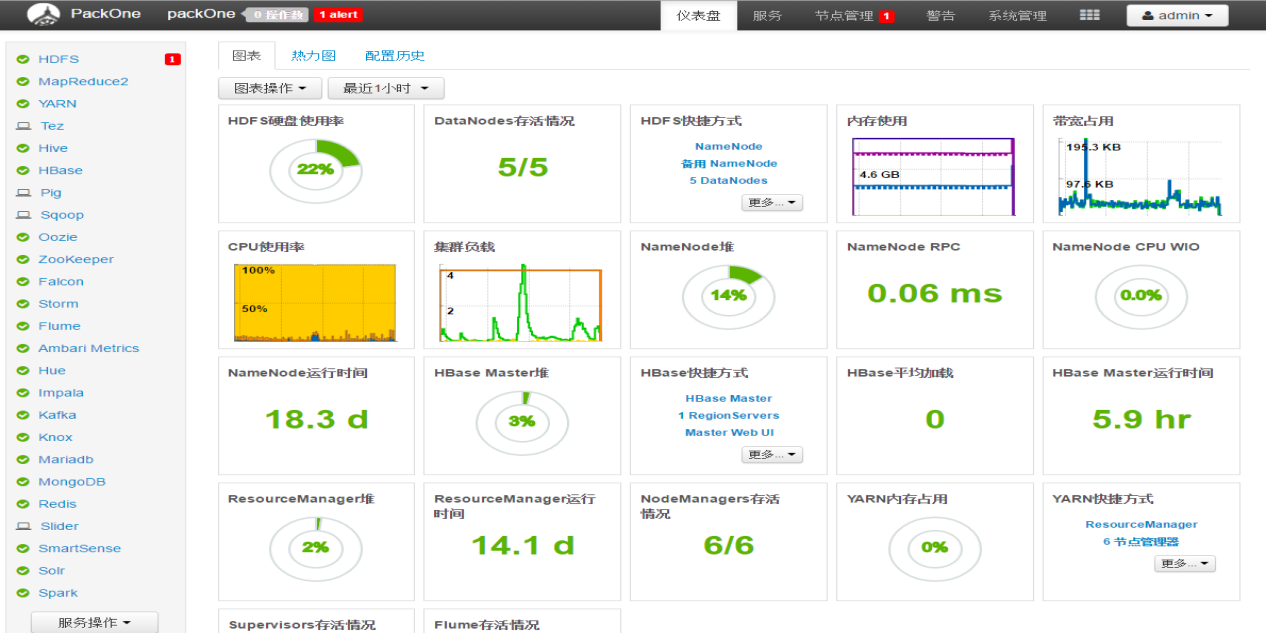 PackOne packOne 0 操作数 1 alert 仪表盘 服务 节点管理 1 警告 系统管理 admin
HDFS 1
MapReduce2
YARN
Tez
Hive
HBase
Pig
Sqoop
Oozie
ZooKeeper
Falcon
Storm
Flume
Ambari Metrics
Hue
Impala
Kafka
Knox
Mariadb
MongoDB
Redis
Slider
SmartSense
Solr
Spark
服务操作
图表 热力图 配置历史
图表操作 最近1小时
HDFS硬盘使用率
22%
DataNodes存活情况
5/5
HDFS快捷方式
NameNode
备用 NameNode
5 DataNodes
更多...
内存使用
4.6 GB
带宽占用
195.3 KB
97.6 KB
CPU使用率
100%
50%
集群负载
4
2
NameNode堆
14%
NameNode RPC
0.06 ms
NameNode CPU WIO
0.0%
NameNode运行时间
18.3 d
HBase Master堆
3%
HBase快捷方式
HBase Master
1 RegionServers
Master Web UI
更多...
HBase平均加载
0
HBase Master运行时间
5.9 hr
ResourceManager堆
2%
ResourceManager运行
时间
14.1 d
NodeManagers存活
情况
6/6
YARN内存占用
0%
YARN快捷方式
ResourceManager
6 节点管理器
更多...
Supervisors存活情况
Flume存活情况